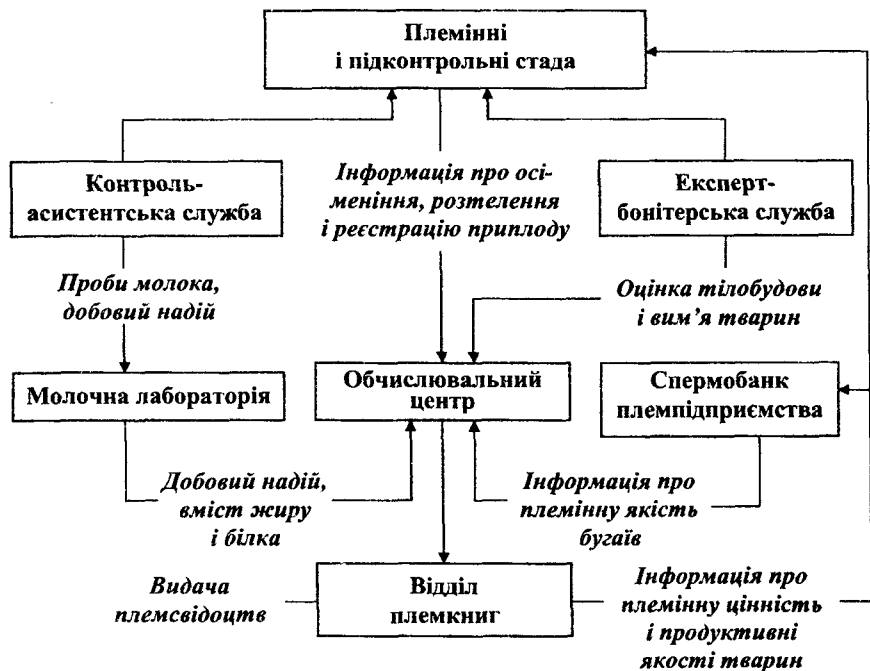 Племінні
і підконтрольні стада
Контроль-
асистентська служба
Інформація про осі-
меніння, розтелення
і реєстрацію приплоду
Експерт-
бонітерська служба
Проби молока,
добовий надій
Оцінка тілобудови
і вим’я тварин
Молочна лабораторія
Обчислювальний
центр
Спермобанк
племпідприємства
Добовий надій,
вміст жиру
і білка
Інформація про
племінну якість
бугаїв
Видача
племсвідоцтв
Відділ
племкниг
Інформація про
племінну цінність
і продуктивні
якості тварин